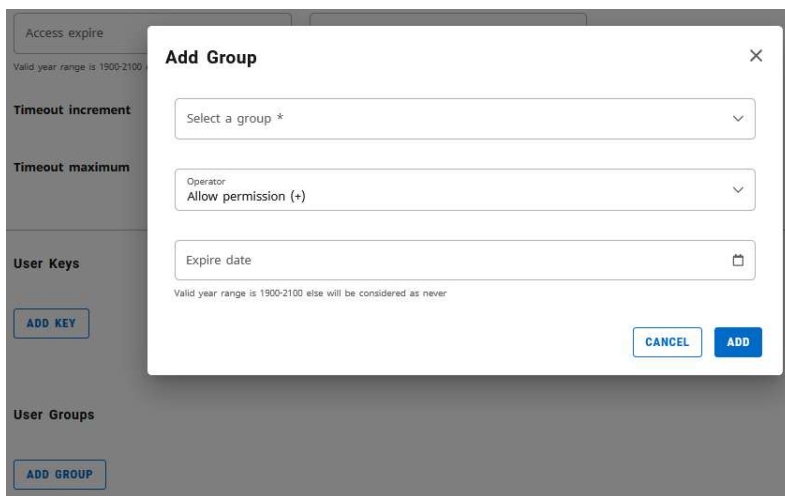 Access expire
Valid year range is 1900-2100
Timeout increment
Timeout maximum
User Keys
ADD KEY
User Groups
ADD GROUP
Add Group
Select a group *
Operator
Allow permission (+)
Expire date
Valid year range is 1900-2100 else will be considered as never
CANCEL
ADD